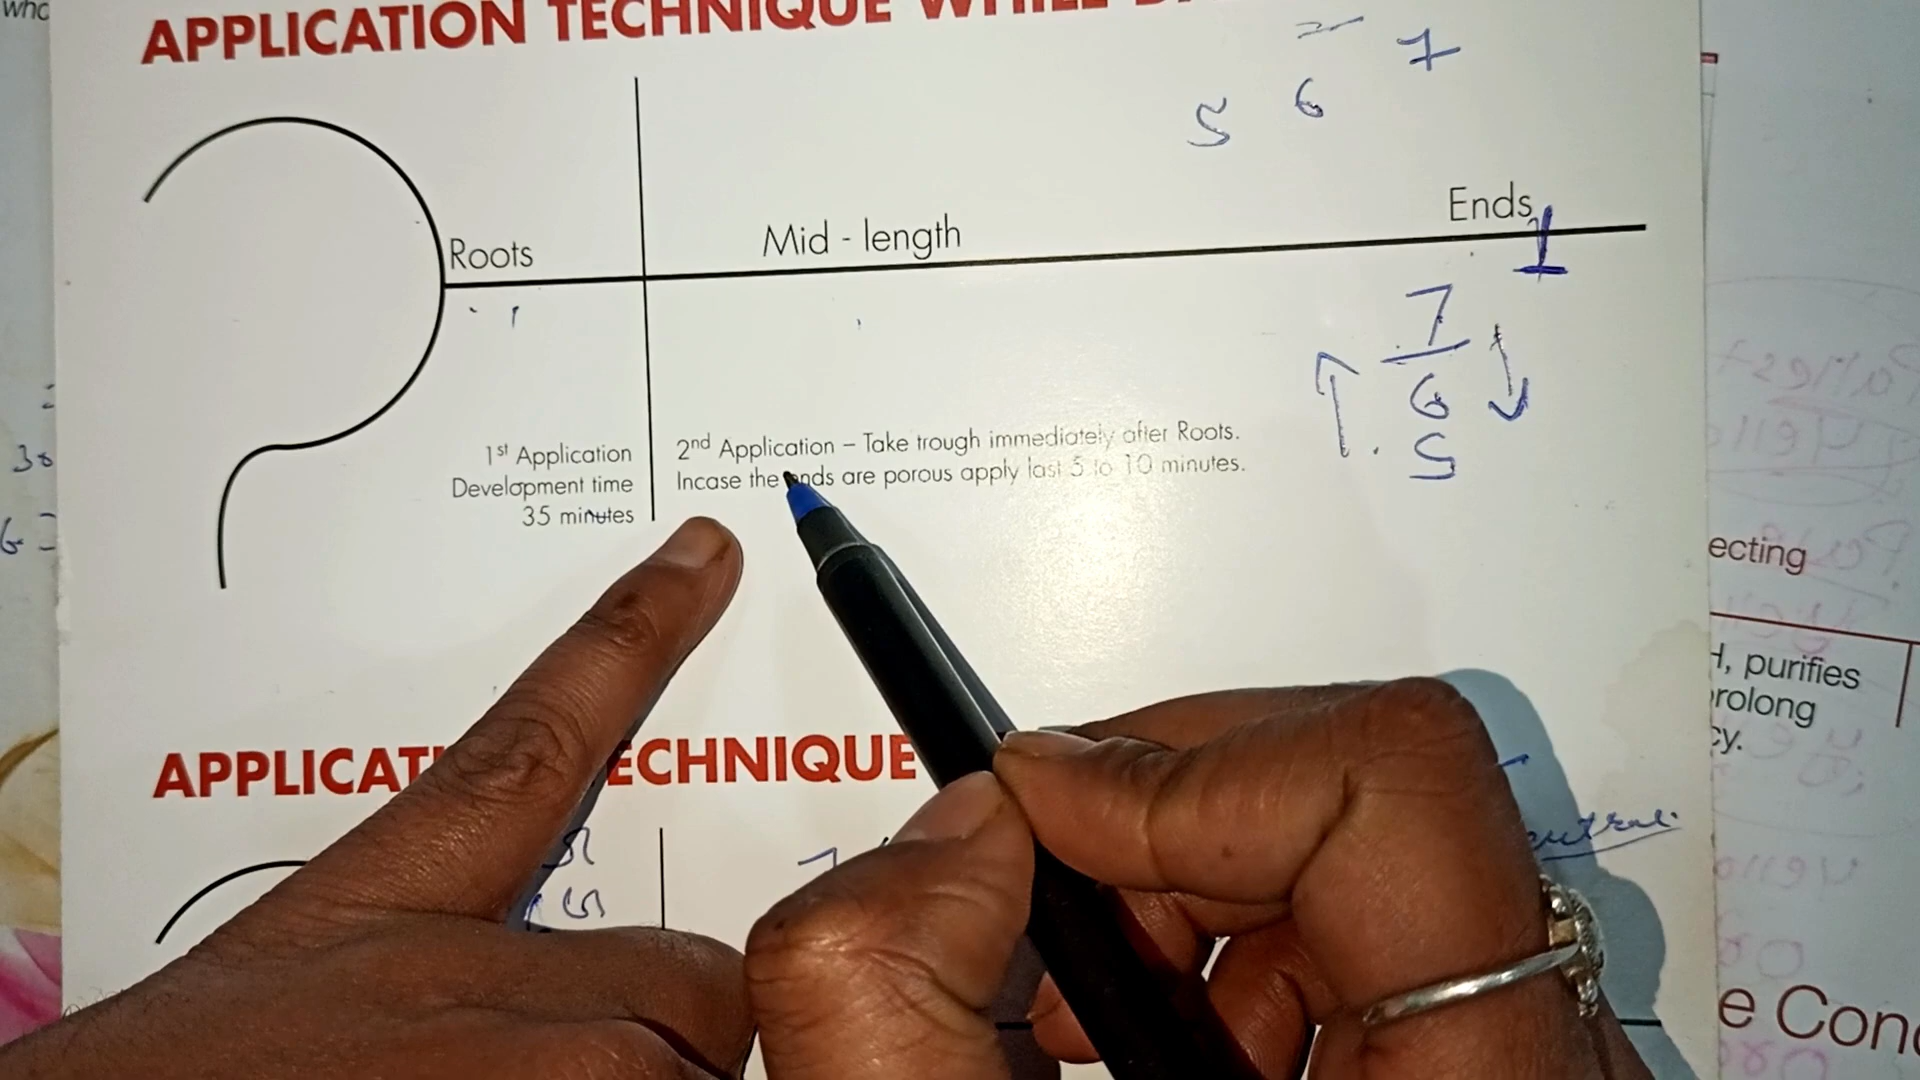 APPLICATION TECHNIQUE WHILE
7
5 6
Ends
Roots
Mid - length
7
6
5
1st Application
Development time
35 minutes
2nd Application – Take trough immediately after Roots.
Incase the ends are porous apply last 5 to 10 minutes.
ecting
H, purifies
rolong
cy.
ECHNIQUE
e Con